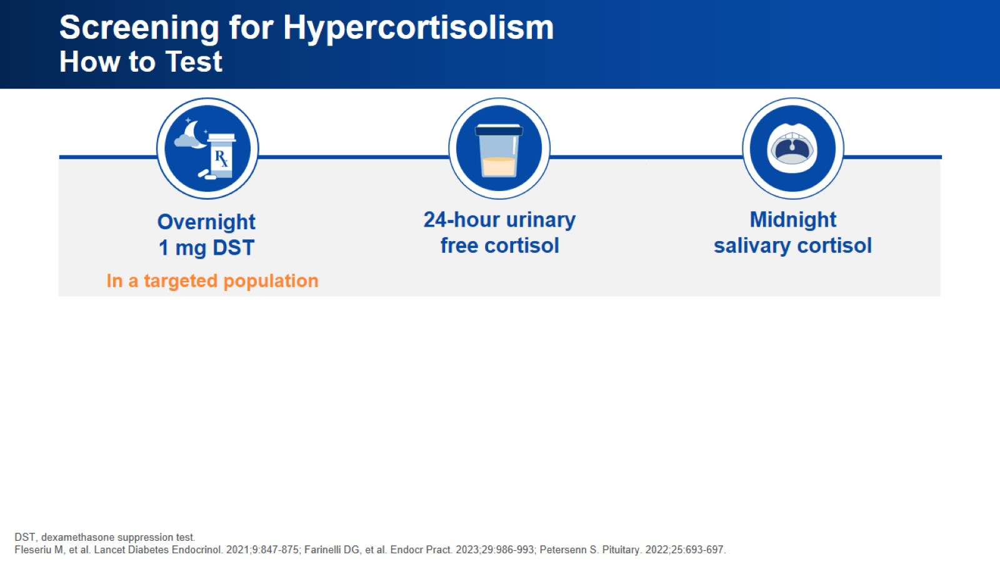 Screening for Hypercortisolism
How to Test
Rx
Overnight
1 mg DST
In a targeted population
24-hour urinary
free cortisol
Midnight
salivary cortisol
DST, dexamethasone suppression test.
Fleseriu M, et al. Lancet Diabetes Endocrinol. 2021;9:847-875; Farinelli DG, et al. Endocr Pract. 2023;29:986-993; Petersenn S. Pituitary. 2022;25:693-697.